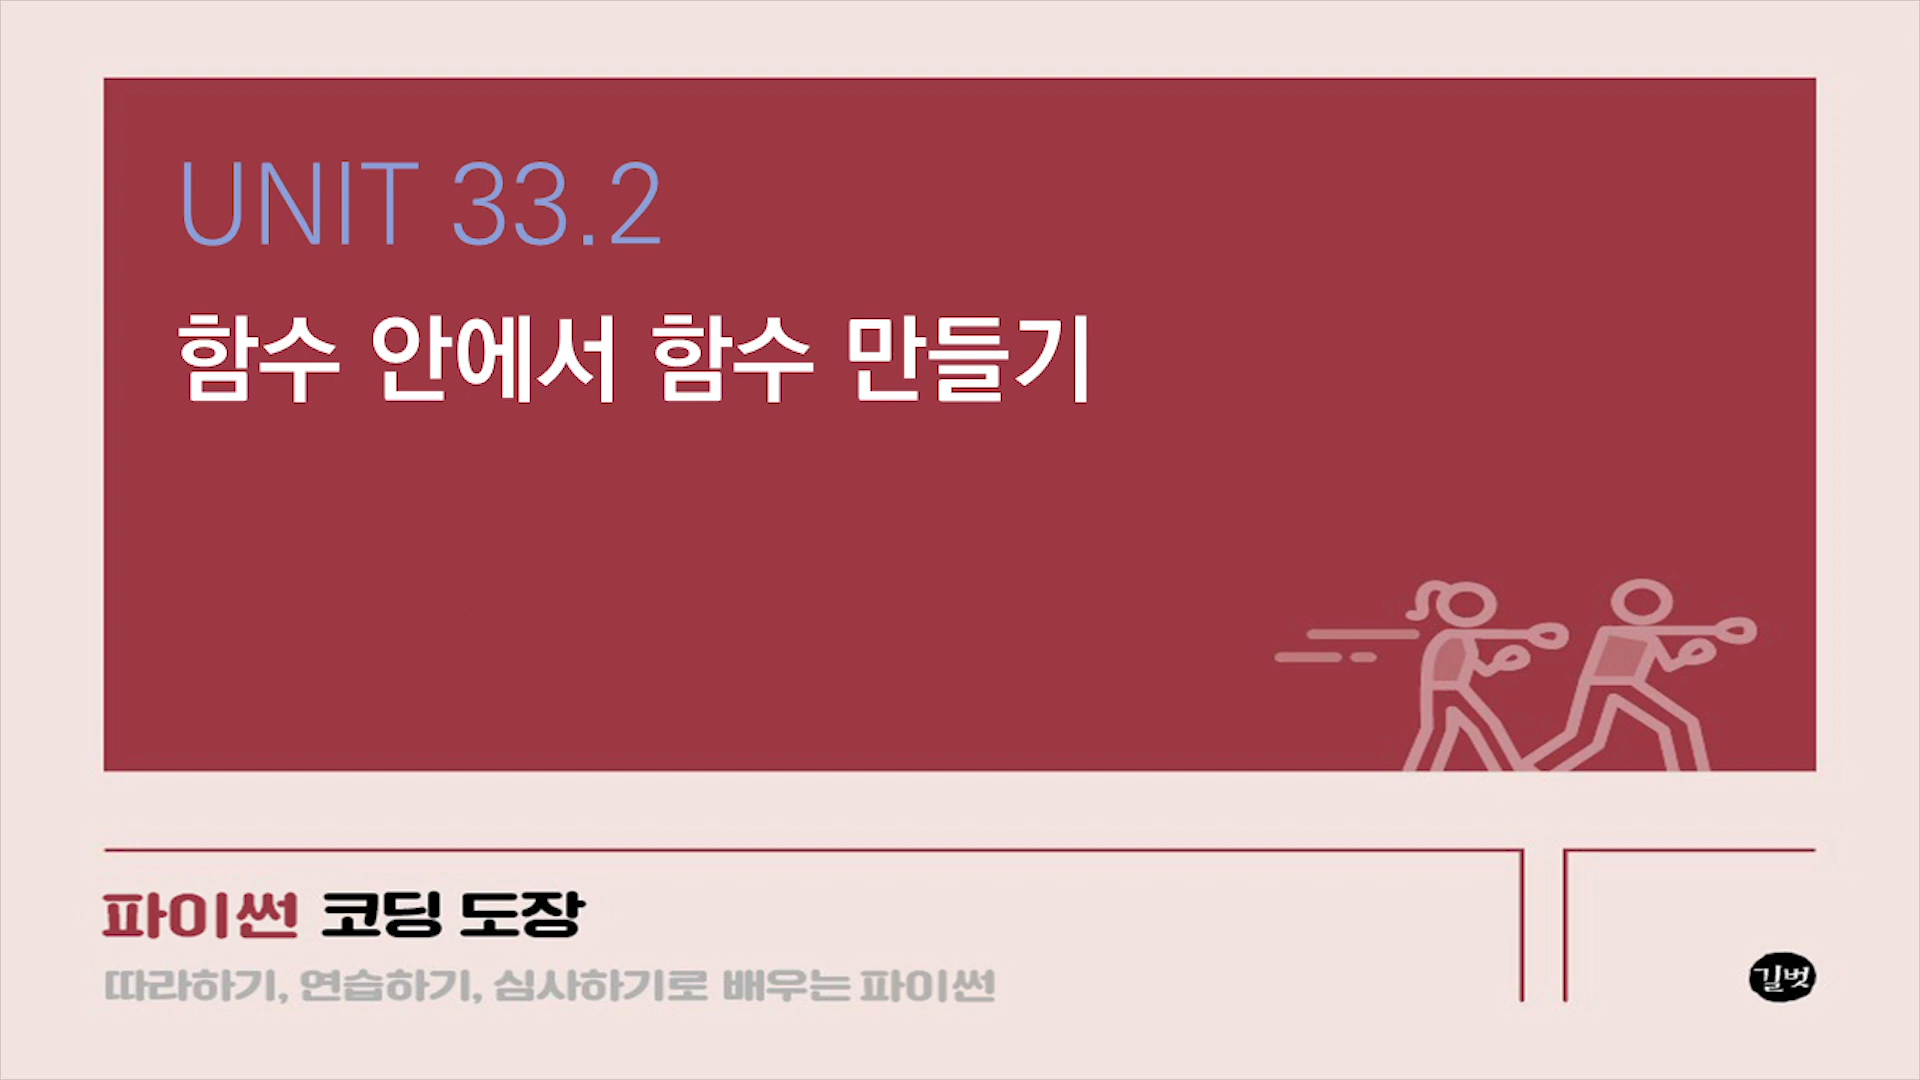 UNIT 33.2
함수 안에서 함수 만들기
파이썬 코딩 도장
따라하기, 연습하기, 심사하기로 배우는 파이썬
길벗